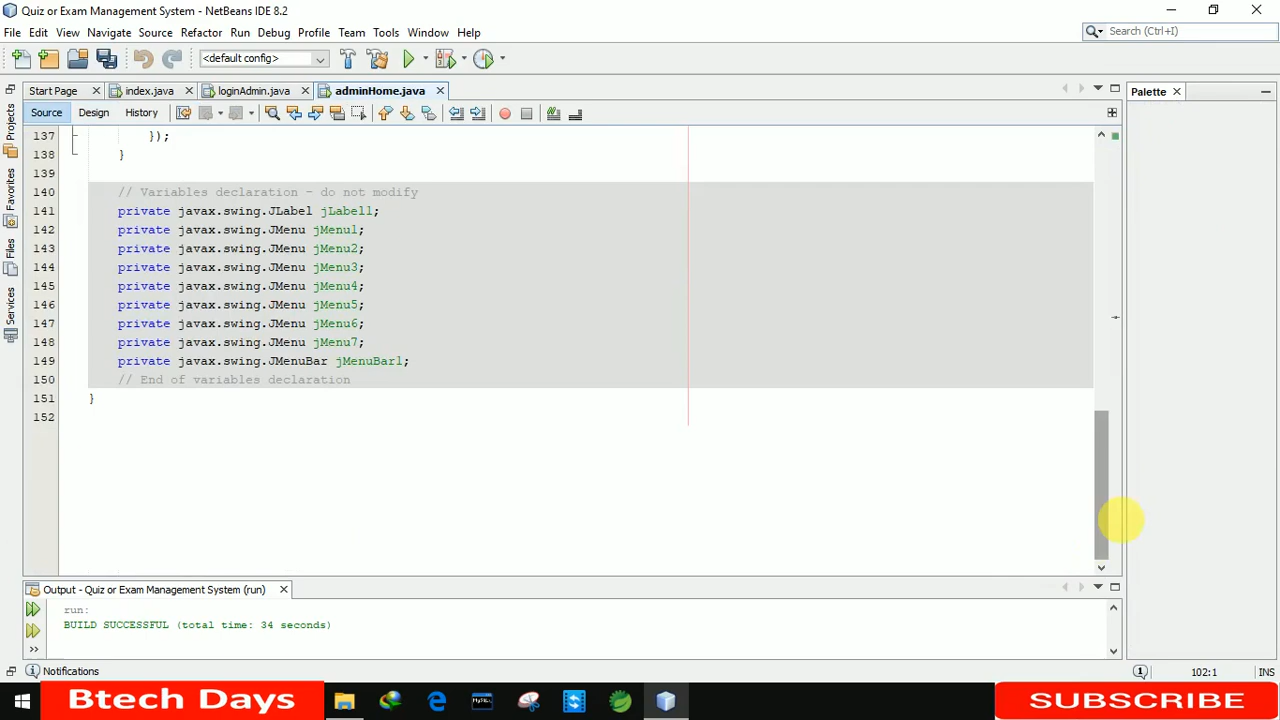 Quiz or Exam Management System - NetBeans IDE 8.2
File Edit View Navigate Source Refactor Run Debug Profile Team Tools Window Help
Search (Ctrl+I)
<default config>
Start Page index.java loginAdmin.java adminHome.java Palette
Source Design History
Projects
Favorites
Files
Services
137 });
138 }
139
140 // Variables declaration - do not modify
141 private javax.swing.JLabel jLabel1;
142 private javax.swing.JMenu jMenu1;
143 private javax.swing.JMenu jMenu2;
144 private javax.swing.JMenu jMenu3;
145 private javax.swing.JMenu jMenu4;
146 private javax.swing.JMenu jMenu5;
147 private javax.swing.JMenu jMenu6;
148 private javax.swing.JMenu jMenu7;
149 private javax.swing.JMenuBar jMenuBar1;
150 // End of variables declaration
151 }
152
Output - Quiz or Exam Management System (run)
run:
BUILD SUCCESSFUL (total time: 34 seconds)
Notifications 1 102:1 INS
Btech Days MySQL SUBSCRIBE